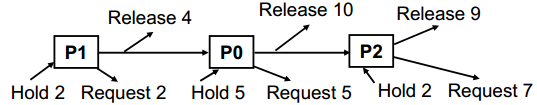 Release 4
Release 10
Release 9
P1
P0
P2
Hold 2
Request 2
Hold 5
Request 5
Hold 2
Request 7